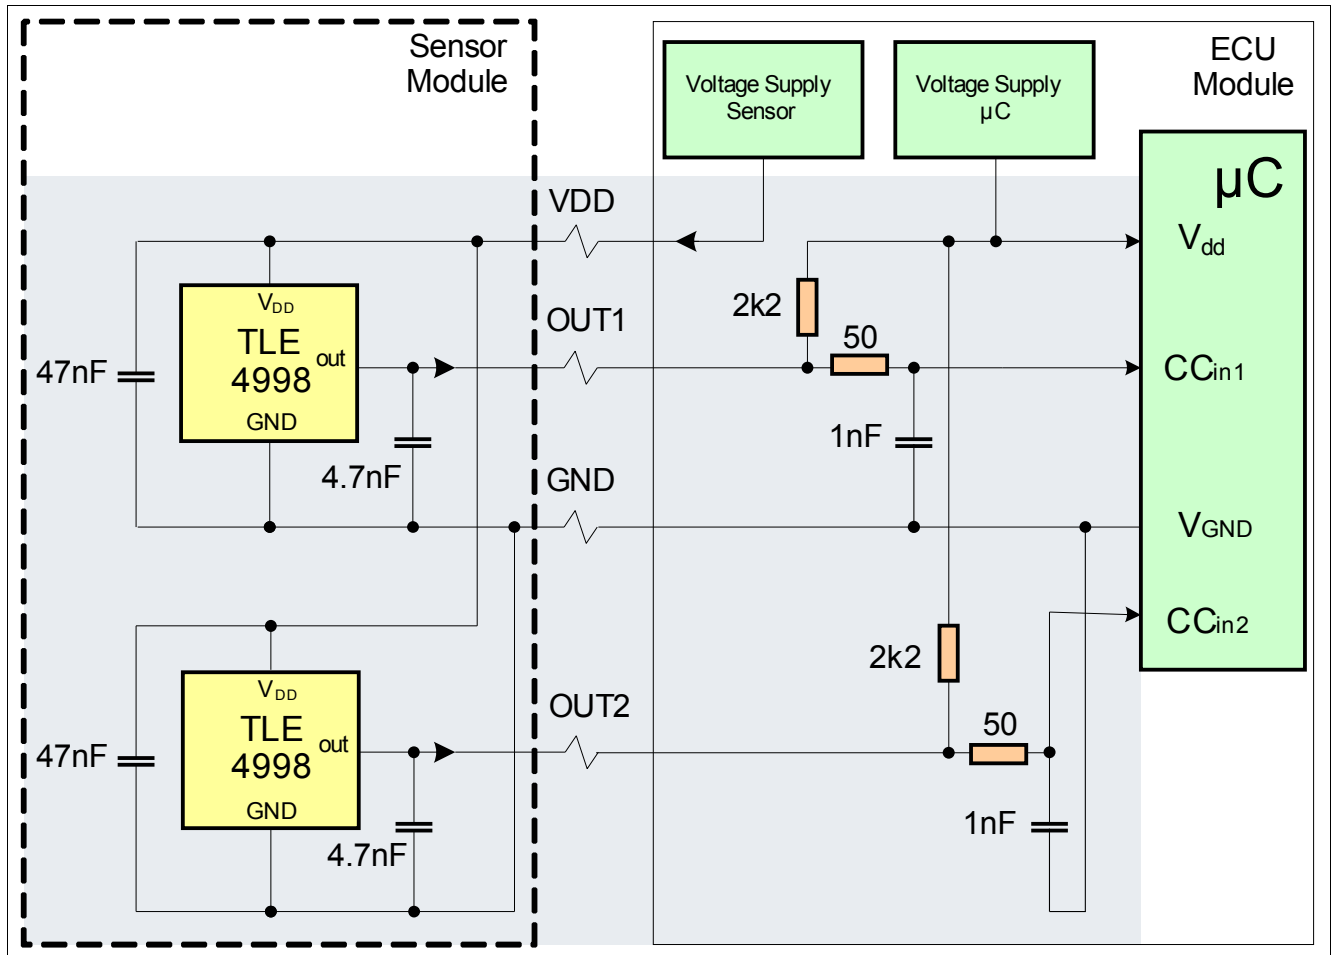 Sensor
Module
Voltage Supply
Sensor
Voltage Supply
µC
ECU
Module
µC
VDD
Vdd
VDD
TLE
4998
out
GND
47nF
4.7nF
OUT1
2k2
50
CCin1
1nF
GND
VGND
CCin2
2k2
VDD
TLE
4998
out
GND
47nF
4.7nF
OUT2
50
1nF